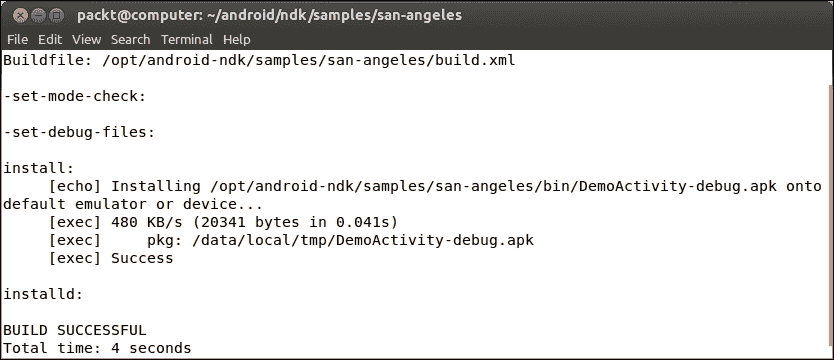 packt@computer: ~/android/ndk/samples/san-angeles
File Edit View Search Terminal Help
Buildfile: /opt/android-ndk/samples/san-angeles/build.xml
-set-mode-check:
-set-debug-files:
install:
[echo] Installing /opt/android-ndk/samples/san-angeles/bin/DemoActivity-debug.apk onto
default emulator or device...
[exec] 480 KB/s (20341 bytes in 0.041s)
[exec] pkg: /data/local/tmp/DemoActivity-debug.apk
[exec] Success
installd:
BUILD SUCCESSFUL
Total time: 4 seconds